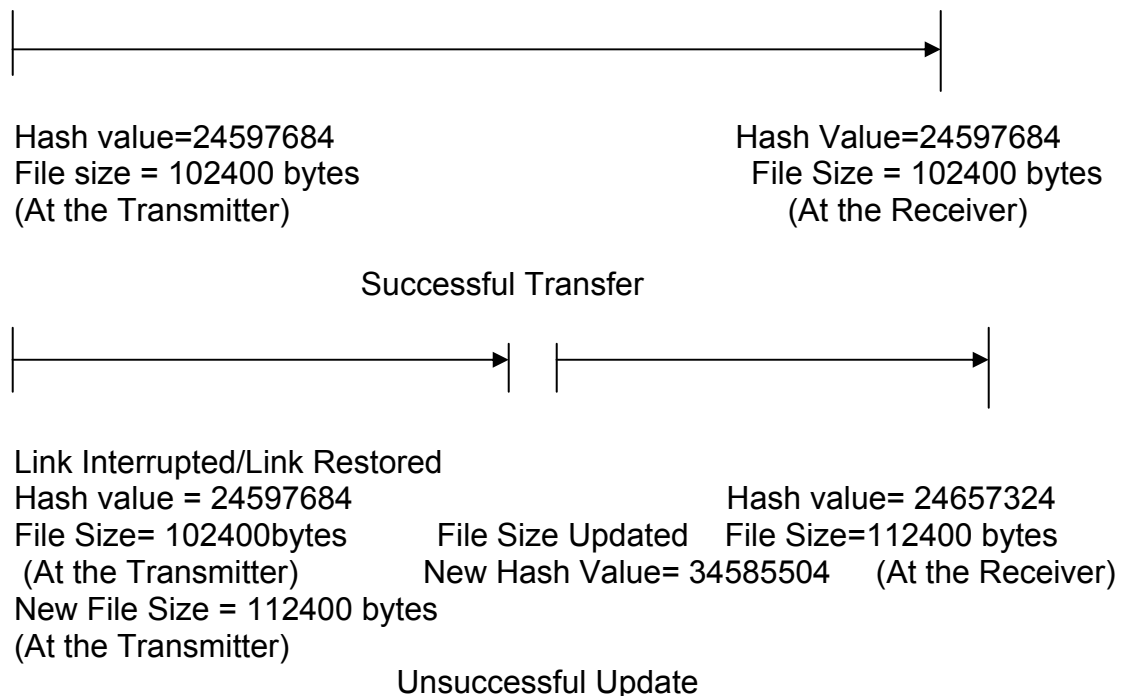 Hash value=24597684 Hash Value=24597684
File size = 102400 bytes File Size = 102400 bytes
(At the Transmitter) (At the Receiver)
Successful Transfer
Link Interrupted/Link Restored
Hash value = 24597684 Hash value= 24657324
File Size= 102400bytes File Size Updated File Size=112400 bytes
(At the Transmitter) New Hash Value= 34585504 (At the Receiver)
New File Size = 112400 bytes
(At the Transmitter)
Unsuccessful Update